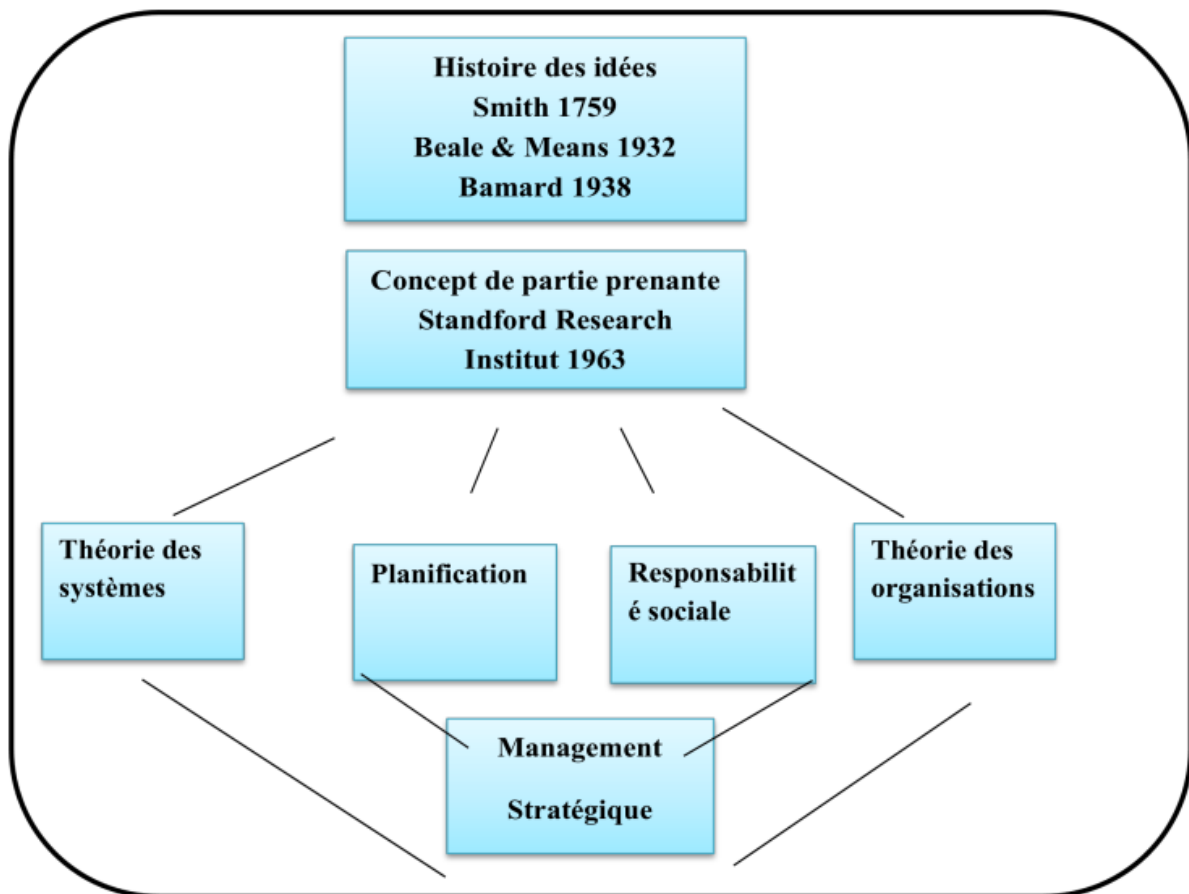 Histoire des idées
Smith 1759
Beale & Means 1932
Bamard 1938
Concept de partie prenante
Standford Research
Institut 1963
Théorie des
systèmes
Planification
Responsabilit
é sociale
Théorie des
organisations
Management
Stratégique